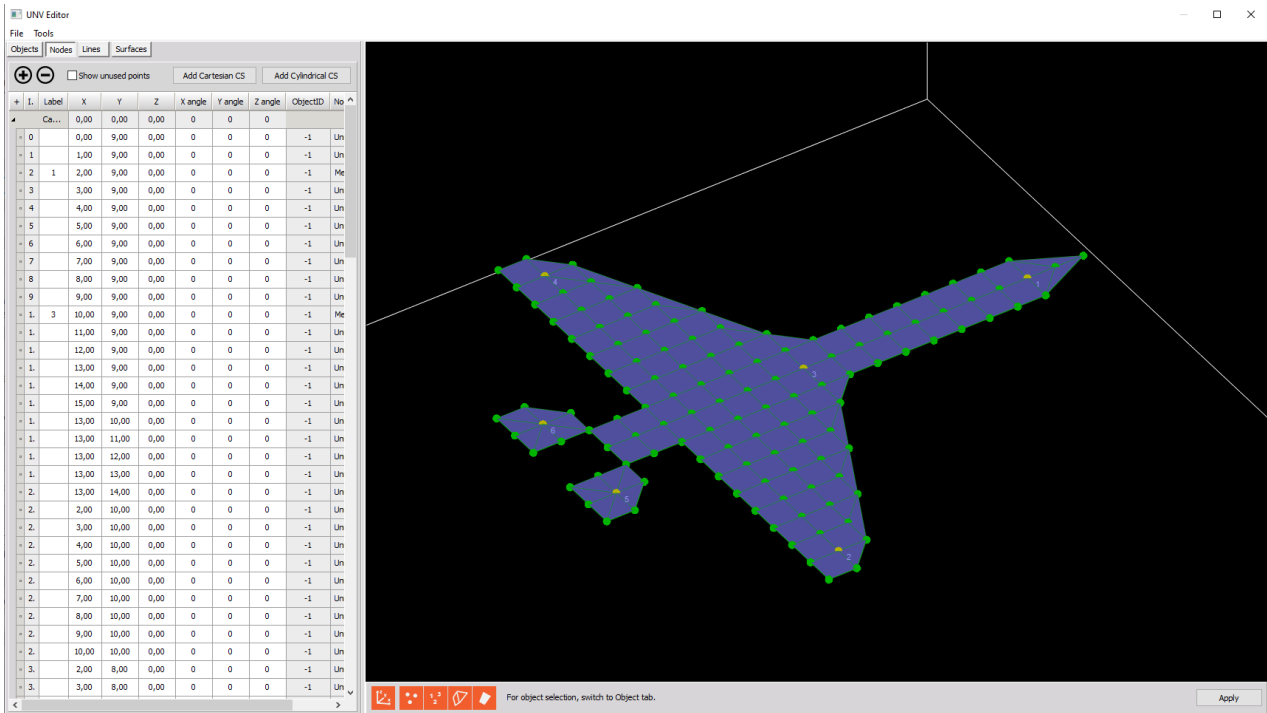 UNV Editor
File Tools
Objects Nodes Lines Surfaces
Show unused points Add Cartesian CS Add Cylindrical CS
+ I. Label X Y Z X angle Y angle Z angle ObjectID No
Ca... 0,00 0,00 0,00 0 0 0
0 0,00 9,00 0,00 0 0 0 -1 Un
1 1,00 9,00 0,00 0 0 0 -1 Un
2 1 2,00 9,00 0,00 0 0 0 -1 Me
3 3,00 9,00 0,00 0 0 0 -1 Un
4 4,00 9,00 0,00 0 0 0 -1 Un
5 5,00 9,00 0,00 0 0 0 -1 Un
6 6,00 9,00 0,00 0 0 0 -1 Un
7 7,00 9,00 0,00 0 0 0 -1 Un
8 8,00 9,00 0,00 0 0 0 -1 Un
9 9,00 9,00 0,00 0 0 0 -1 Un
1. 3 10,00 9,00 0,00 0 0 0 -1 Me
1. 11,00 9,00 0,00 0 0 0 -1 Un
1. 12,00 9,00 0,00 0 0 0 -1 Un
1. 13,00 9,00 0,00 0 0 0 -1 Un
1. 14,00 9,00 0,00 0 0 0 -1 Un
1. 15,00 9,00 0,00 0 0 0 -1 Un
1. 13,00 10,00 0,00 0 0 0 -1 Un
1. 13,00 11,00 0,00 0 0 0 -1 Un
1. 13,00 12,00 0,00 0 0 0 -1 Un
1. 13,00 13,00 0,00 0 0 0 -1 Un
2. 13,00 14,00 0,00 0 0 0 -1 Un
2. 2,00 10,00 0,00 0 0 0 -1 Un
2. 3,00 10,00 0,00 0 0 0 -1 Un
2. 4,00 10,00 0,00 0 0 0 -1 Un
2. 5,00 10,00 0,00 0 0 0 -1 Un
2. 6,00 10,00 0,00 0 0 0 -1 Un
2. 7,00 10,00 0,00 0 0 0 -1 Un
2. 8,00 10,00 0,00 0 0 0 -1 Un
2. 9,00 10,00 0,00 0 0 0 -1 Un
2. 10,00 10,00 0,00 0 0 0 -1 Un
3. 2,00 8,00 0,00 0 0 0 -1 Un
3. 3,00 8,00 0,00 0 0 0 -1 Un
4
1
3
6
5
2
For object selection, switch to Object tab.
Apply